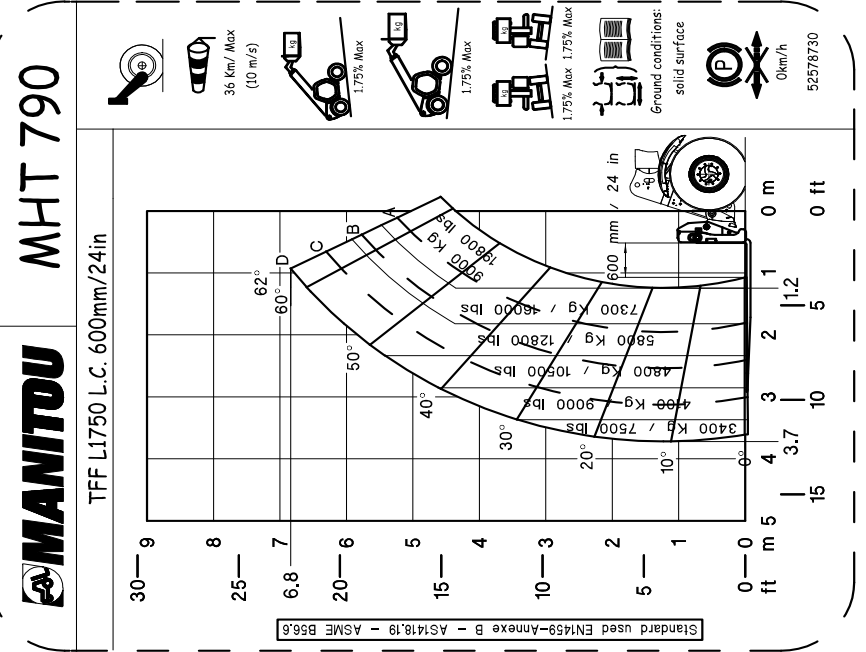 MANITOU
MHT 790
TFF L1750 L.C. 600mm/24in
36 Km/ Max
(10 m/s)
kg
1.75% Max
kg
1.75% Max
kg
1.75% Max
kg
1.75% Max
Ground conditions:
solid surface
P
0km/h
52578730
62°
60°
50°
40°
30°
20°
10°
0°
D
C
B
A
9000 Kg
19800 lbs
7300 Kg / 16000 lbs
5800 Kg / 12800 lbs
4800 Kg / 10500 lbs
4100 Kg / 9000 lbs
3400 Kg / 7500 lbs
600 mm / 24 in
0 m
0 ft
1
1.2
5
2
3
10
3.7
4
15
5
9
8
7
6
5
4
3
2
1
0
m
30
25
6.8
20
15
10
5
0
ft
Standard used EN1459-Annexe B - AS1418.19 - ASME B56.6